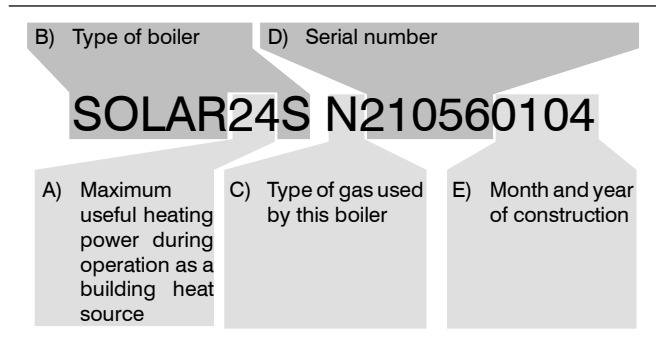 B) Type of boiler
D) Serial number
SOLAR24S N210560104
A) Maximum
useful heating
power during
operation as a
building heat
source
C) Type of gas used
by this boiler
E) Month and year
of construction